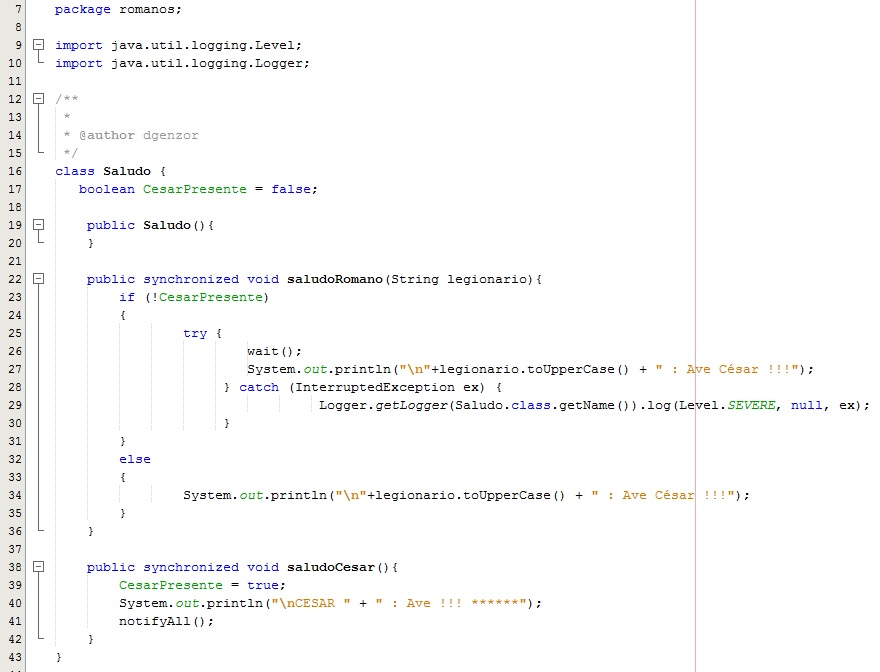 7 package romanos;
8
9 import java.util.logging.Level;
10 import java.util.logging.Logger;
11
12 /**
13  *
14  * @author dgenzor
15  */
16 class Saludo {
17    boolean CesarPresente = false;
18
19     public Saludo(){
20     }
21
22     public synchronized void saludoRomano(String legionario){
23         if (!CesarPresente)
24         {
25                 try {
26                         wait();
27                         System.out.println("\n"+legionario.toUpperCase() + " : Ave César !!!");
28                      } catch (InterruptedException ex) {
29                                  Logger.getLogger(Saludo.class.getName()).log(Level.SEVERE, null, ex);
30                      }
31         }
32         else
33         {
34                 System.out.println("\n"+legionario.toUpperCase() + " : Ave César !!!");
35         }
36     }
37
38     public synchronized void saludoCesar(){
39         CesarPresente = true;
40         System.out.println("\nCESAR " + " : Ave !!! ******");
41         notifyAll();
42     }
43 }